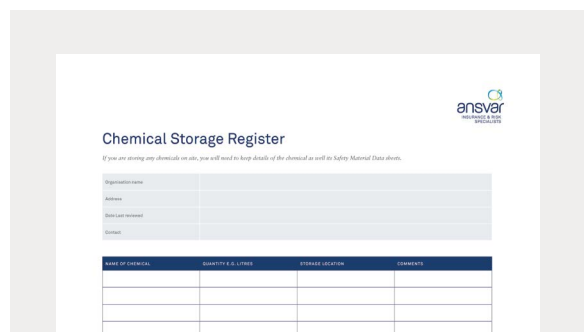 ansvar
INSURANCE & RISK
SPECIALISTS
Chemical Storage Register
If you are storing any chemicals on site, you will need to keep details of the chemical as well its Safety Material Data sheets.
Organisation name
Address
Date Last reviewed
Contact
NAME OF CHEMICAL QUANTITY E.G. LITRES STORAGE LOCATION COMMENTS